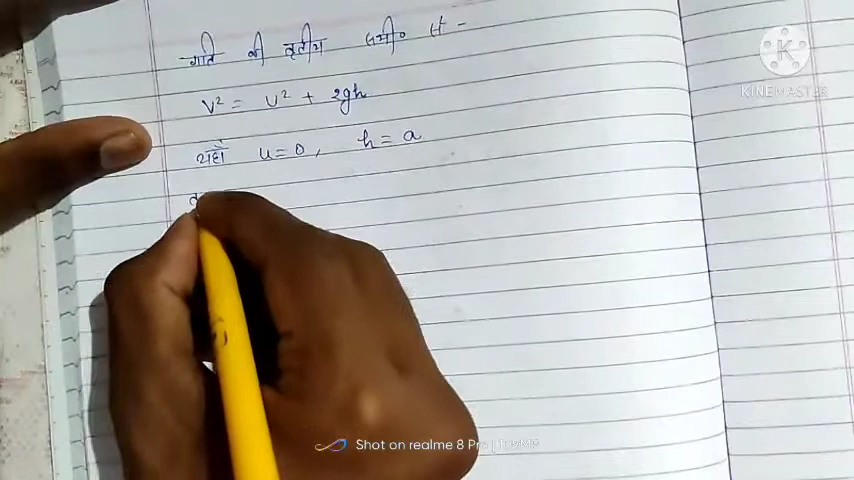 गति की तृतीय समी० से -
v² = u² + 2gh
यहाँ u = 0, h = a
KINEMASTER
Shot on realme 8 Pro |